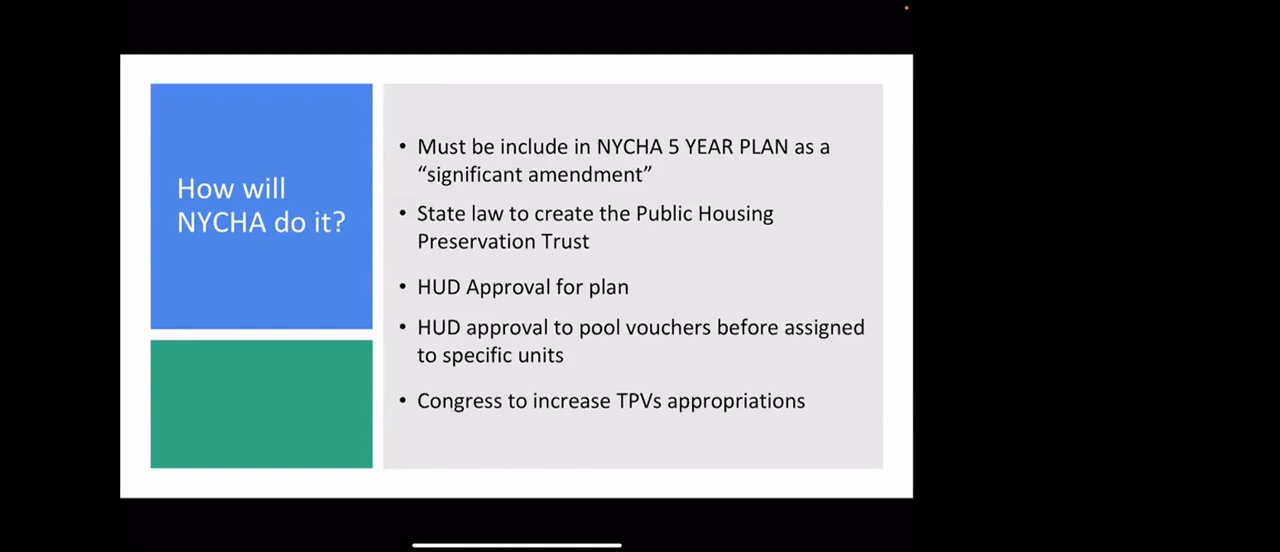 How will
NYCHA do it?
• Must be include in NYCHA 5 YEAR PLAN as a
“significant amendment”
• State law to create the Public Housing
Preservation Trust
• HUD Approval for plan
• HUD approval to pool vouchers before assigned
to specific units
• Congress to increase TPVs appropriations